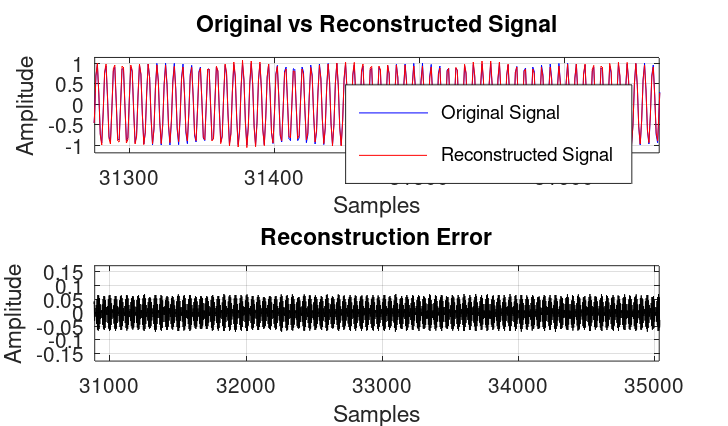 Original vs Reconstructed Signal
1
0.5
0
-0.5
-1
Amplitude
Original Signal
Reconstructed Signal
31300
31400
Samples
Reconstruction Error
0.15
0.1
0.05
0
-0.05
-0.1
-0.15
Amplitude
31000
32000
33000
34000
35000
Samples